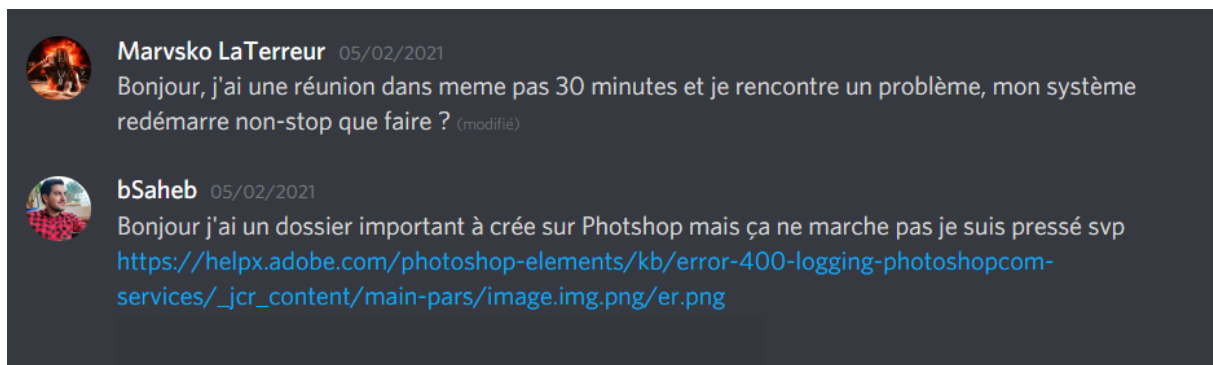 Marvsko LaTerreur 05/02/2021
Bonjour, j'ai une réunion dans meme pas 30 minutes et je rencontre un problème, mon système
redémarre non-stop que faire ? (modifié)
bSaheb 05/02/2021
Bonjour j'ai un dossier important à crée sur Photshop mais ça ne marche pas je suis pressé svp
https://helpx.adobe.com/photoshop-elements/kb/error-400-logging-photoshopcom-
services/_jcr_content/main-pars/image.img.png/er.png